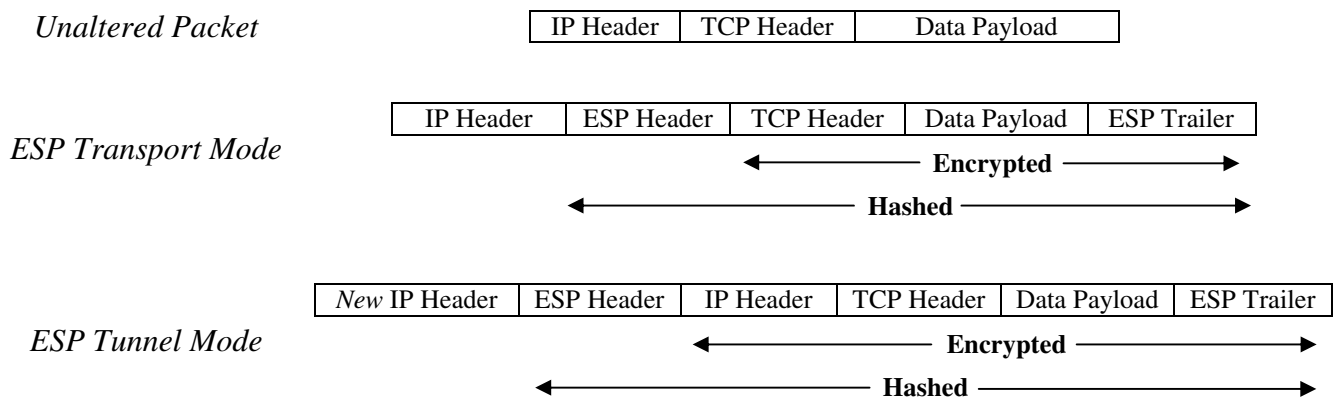 Unaltered Packet IP Header TCP Header Data Payload
IP Header ESP Header TCP Header Data Payload ESP Trailer
ESP Transport Mode
Encrypted
Hashed
New IP Header ESP Header IP Header TCP Header Data Payload ESP Trailer
ESP Tunnel Mode
Encrypted
Hashed